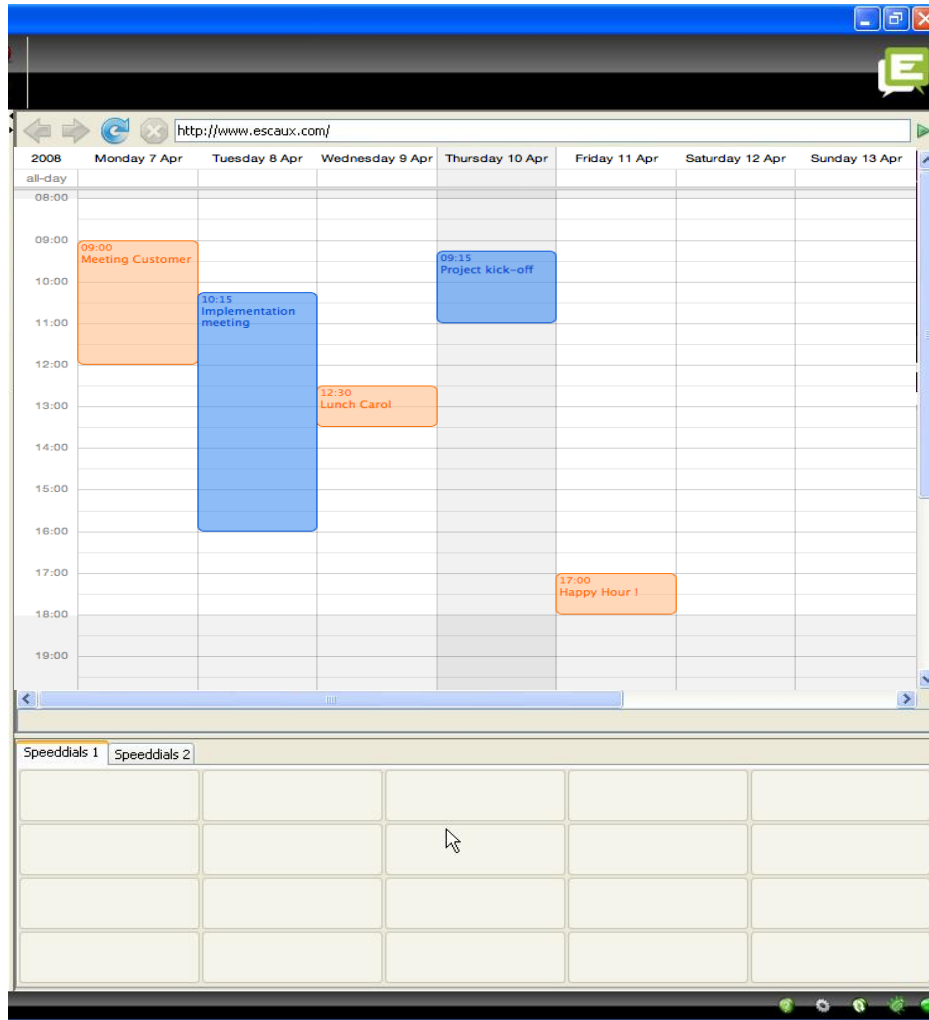 E
http://www.escaux.com/
2008 Monday 7 Apr Tuesday 8 Apr Wednesday 9 Apr Thursday 10 Apr Friday 11 Apr Saturday 12 Apr Sunday 13 Apr
all-day
08:00
09:00
09:00
Meeting Customer
09:15
Project kick-off
10:00
10:15
Implementation
meeting
11:00
12:00
12:30
Lunch Carol
13:00
14:00
15:00
16:00
17:00
17:00
Happy Hour !
18:00
19:00
Speeddials 1 Speeddials 2